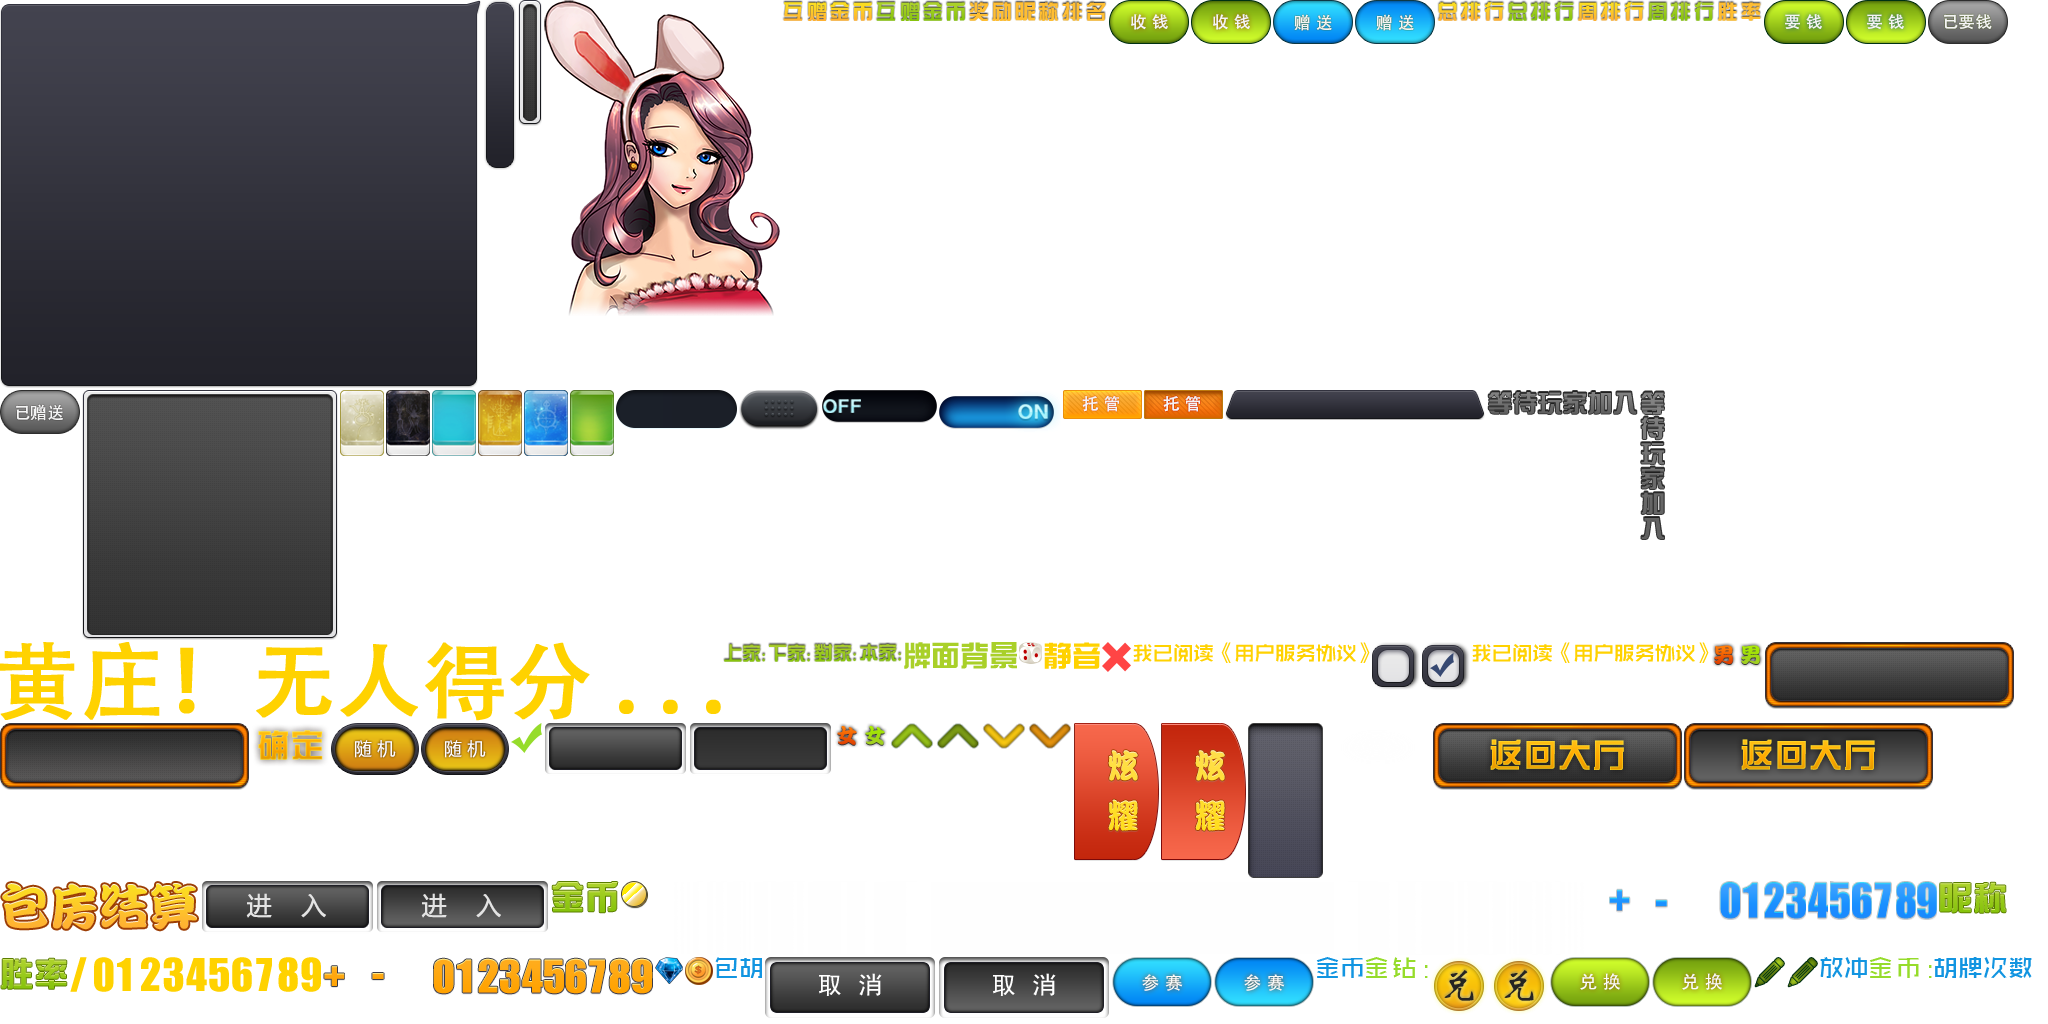 互赠金币互赠金币奖励昵称排名
收 钱
收 钱
赠 送
赠 送
总排行总排行周排行周排行胜率
要 钱
要 钱
已要钱
已赠送
OFF
ON
托 管
托 管
等待玩家加入
等待玩家加入
黄庄！无人得分...
上家:下家:对家:本家:牌面背景
静音
我已阅读《用户服务协议》
我已阅读《用户服务协议》
男男
确定
随 机
随 机
女女
炫耀
炫耀
返回大厅
返回大厅
包房结算
进 入
进 入
金币
+ - 0123456789昵称
胜率/0123456789+ - 0123456789
包胡
取 消
取 消
参 赛
参 赛
金币金钻:
兑
兑
兑 换
兑 换
放冲金币:胡牌次数